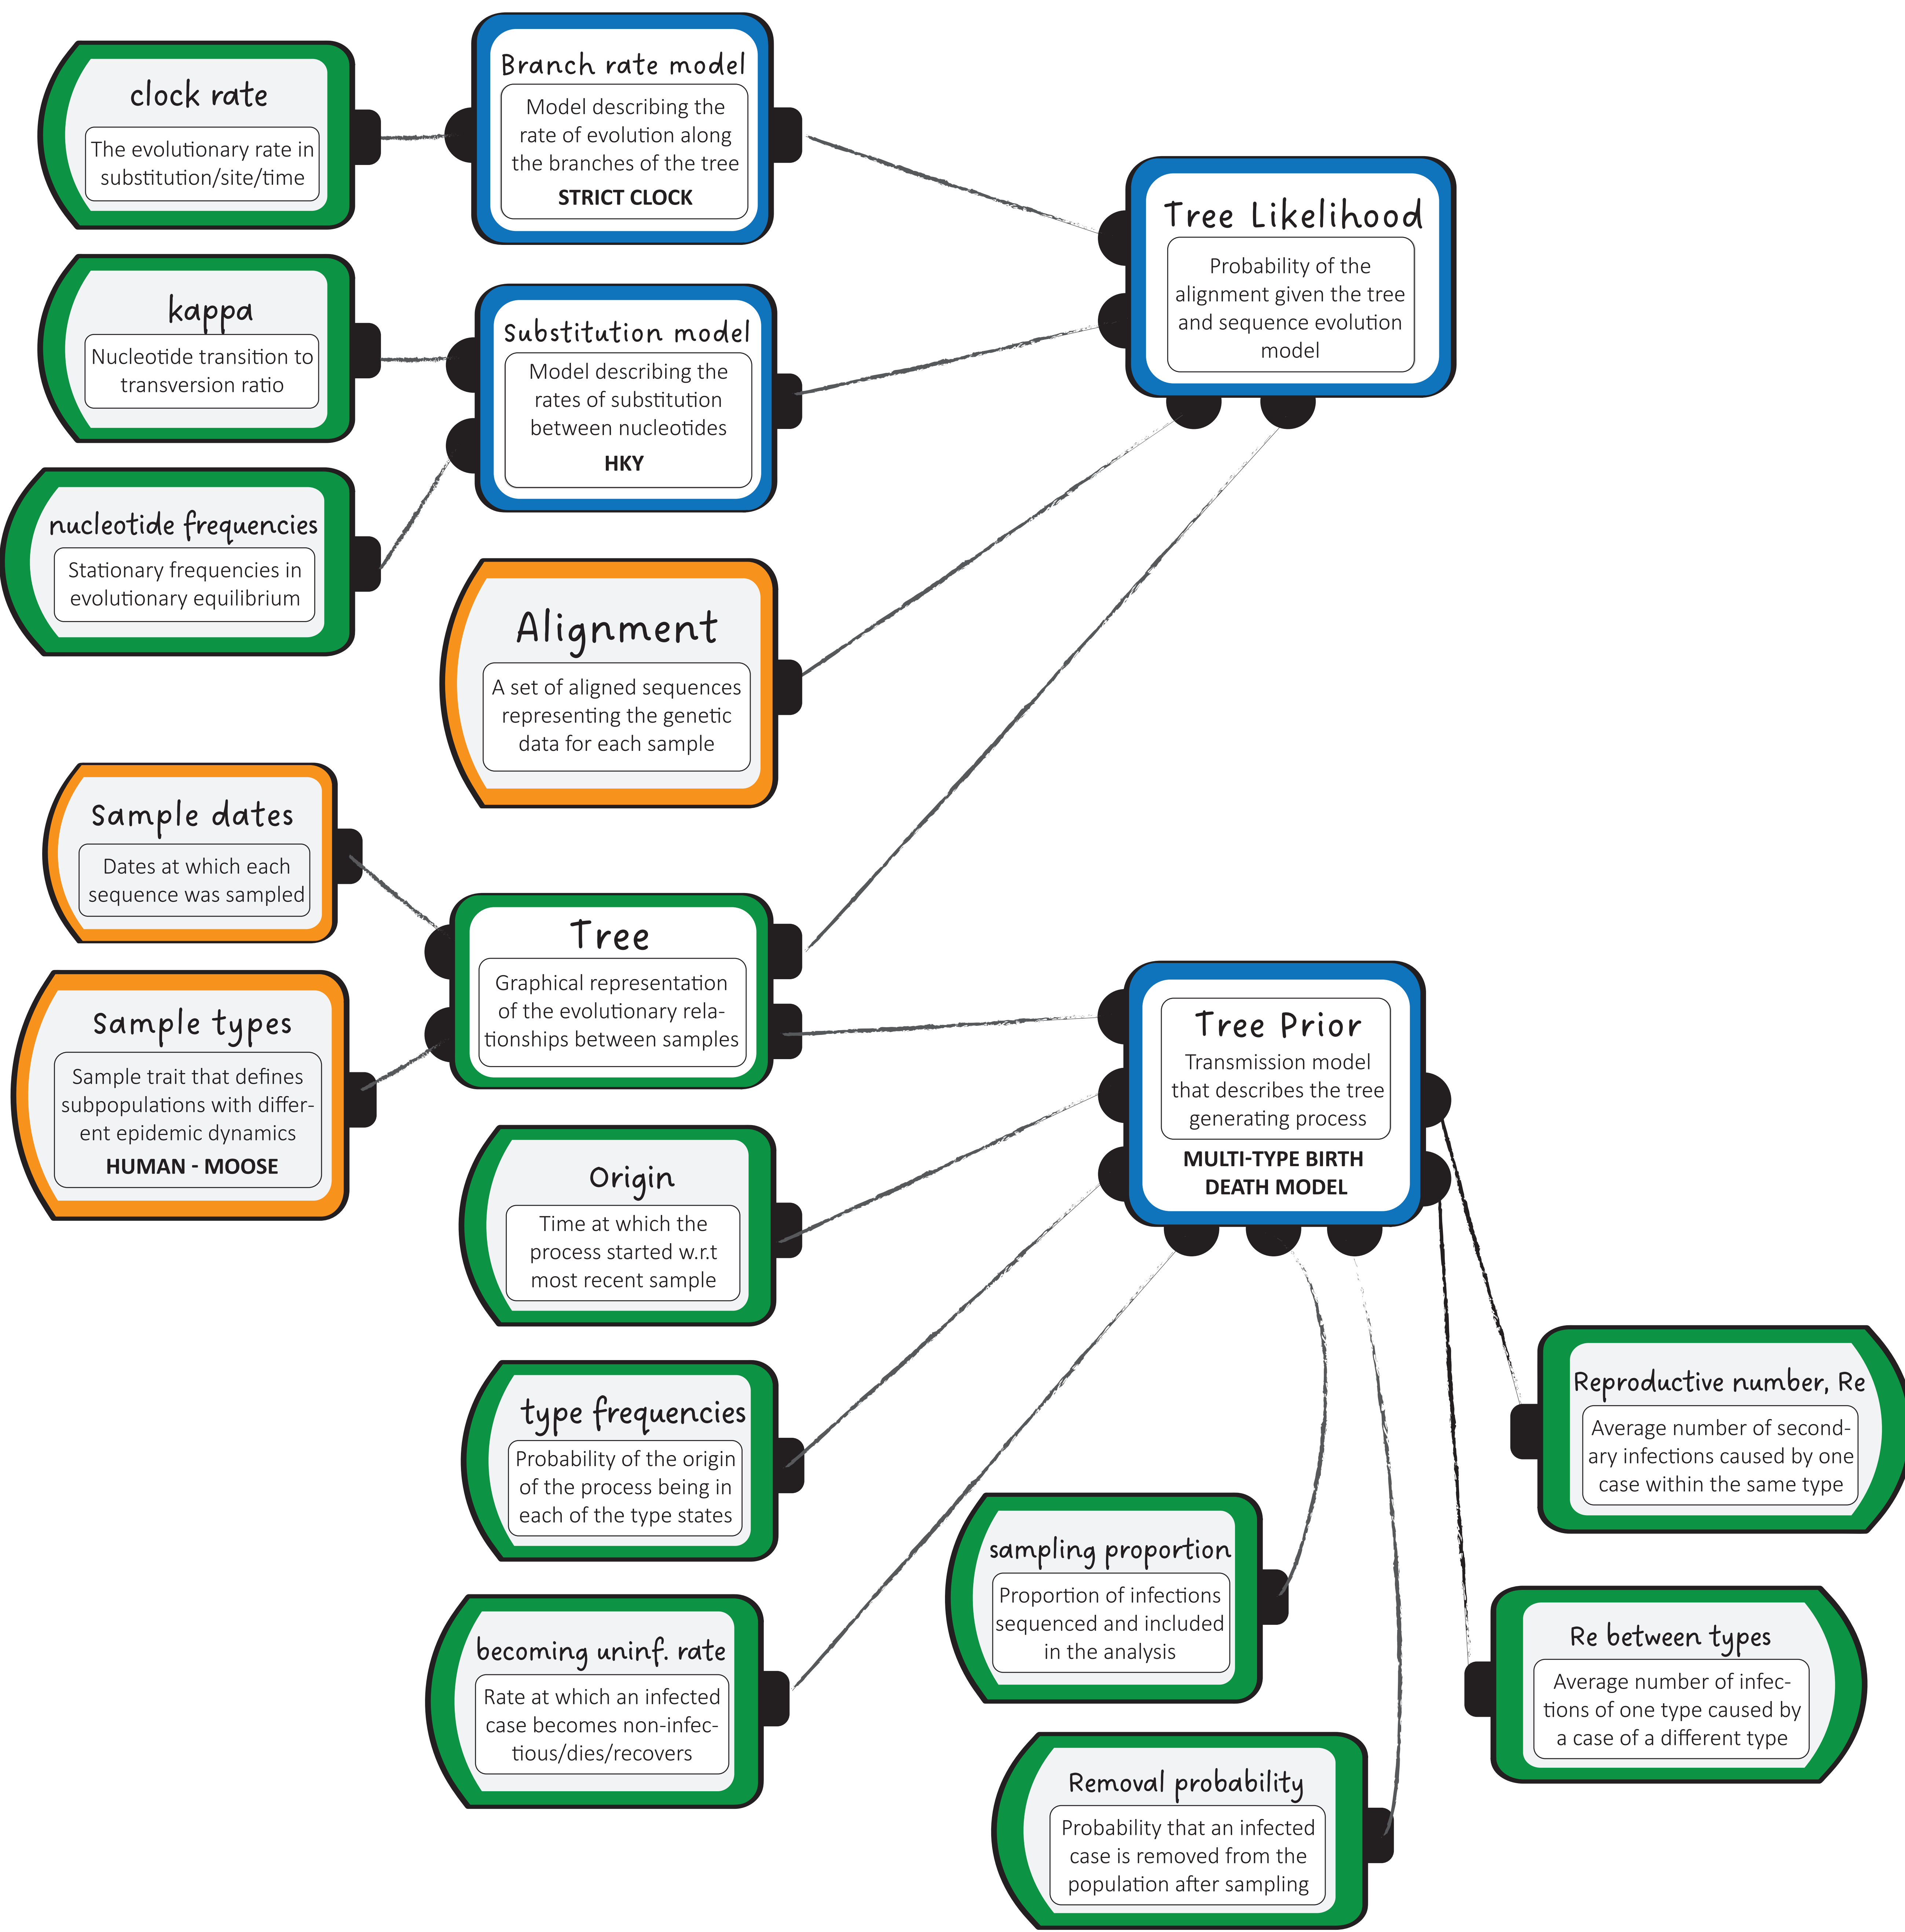 clock rate
The evolutionary rate in
substitution/site/time
Branch rate model
Model describing the
rate of evolution along
the branches of the tree
STRICT CLOCK
Tree Likelihood
Probability of the
alignment given the tree
and sequence evolution
model
kappa
Nucleotide transition to
transversion ratio
Substitution model
Model describing the
rates of substitution
between nucleotides
HKY
nucleotide frequencies
Stationary frequencies in
evolutionary equilibrium
Alignment
A set of aligned sequences
representing the genetic
data for each sample
Sample dates
Dates at which each
sequence was sampled
Tree
Graphical representation
of the evolutionary rela-
tionships between samples
Sample types
Sample trait that defines
subpopulations with differ-
ent epidemic dynamics
HUMAN - MOOSE
Tree Prior
Transmission model
that describes the tree
generating process
MULTI-TYPE BIRTH
DEATH MODEL
Origin
Time at which the
process started w.r.t
most recent sample
type frequencies
Probability of the origin
of the process being in
each of the type states
Reproductive number, Re
Average number of second-
ary infections caused by one
case within the same type
sampling proportion
Proportion of infections
sequenced and included
in the analysis
becoming uninf. rate
Rate at which an infected
case becomes non-infec-
tious/dies/recovers
Re between types
Average number of infec-
tions of one type caused by
a case of a different type
Removal probability
Probability that an infected
case is removed from the
population after sampling